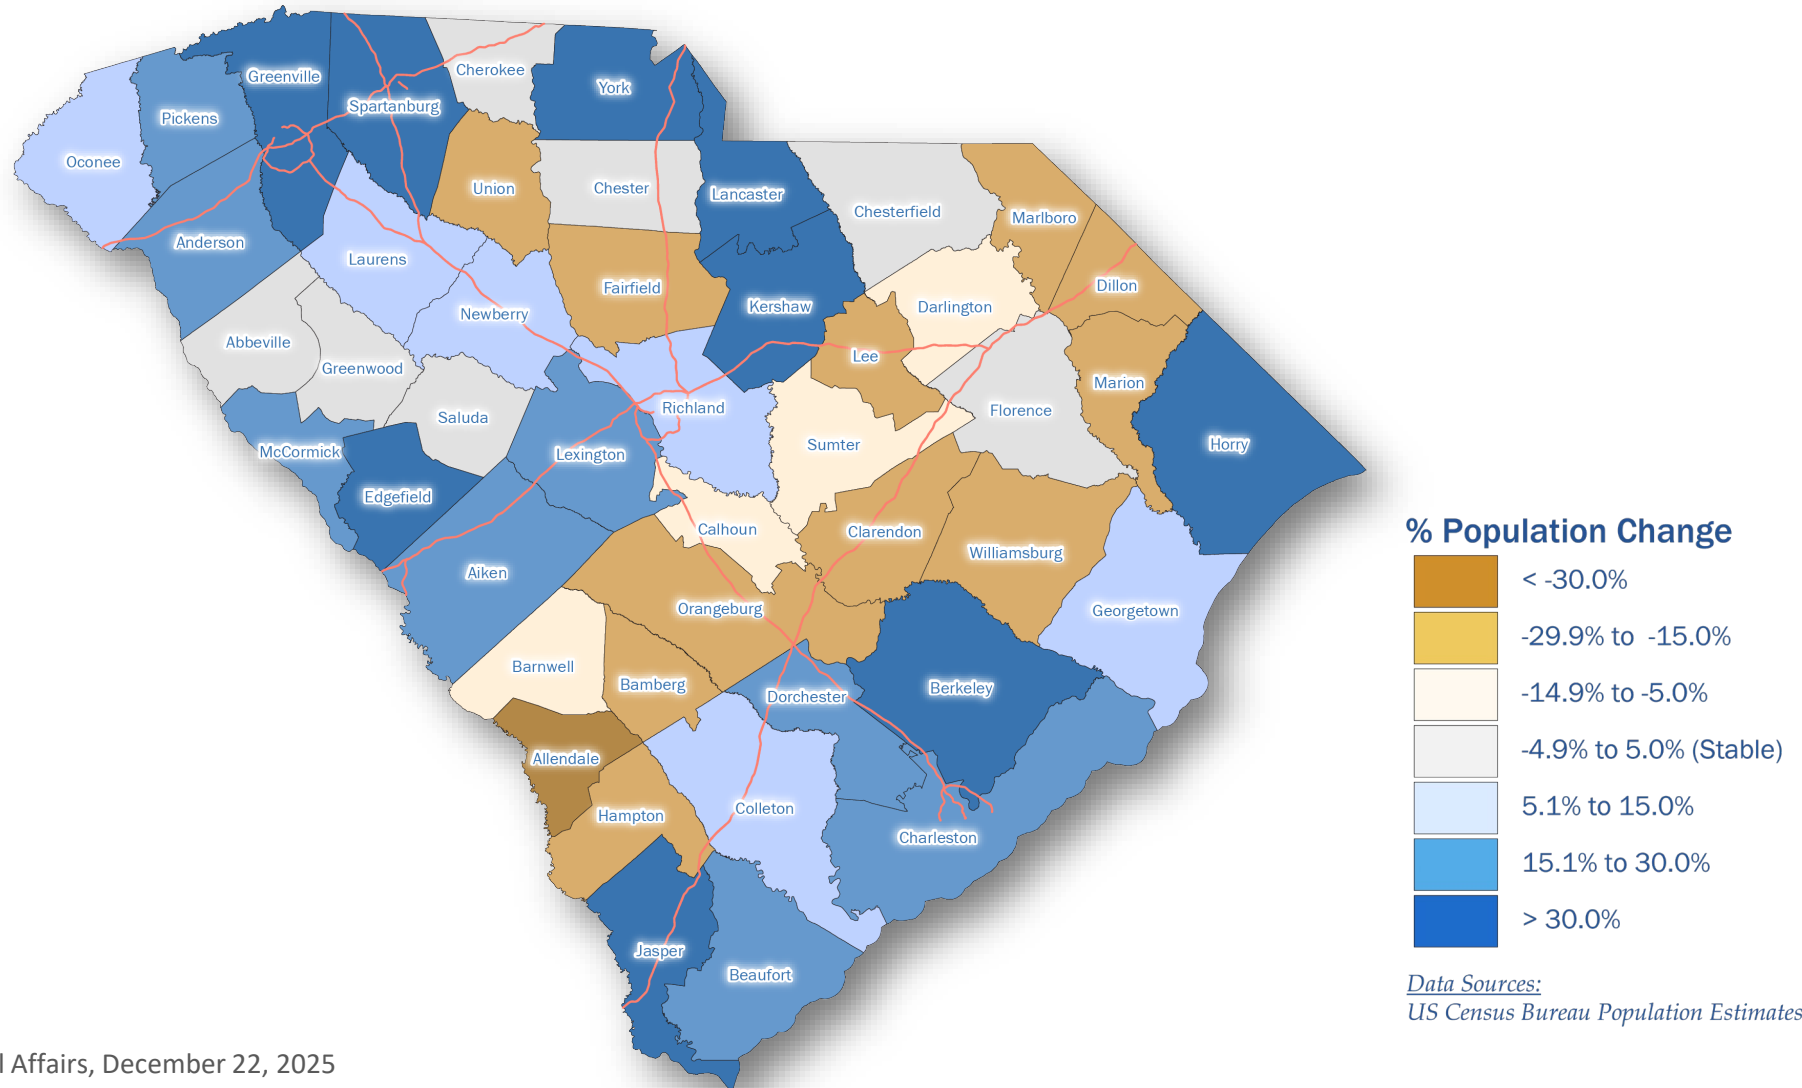 Greenville
Cherokee
York
Spartanburg
Pickens
Oconee
Union
Chester
Lancaster
Chesterfield
Marlboro
Anderson
Laurens
Fairfield
Dillon
Kershaw
Darlington
Newberry
Abbeville
Lee
Greenwood
Marion
Richland
Florence
Saluda
Sumter
Horry
McCormick
Lexington
Edgefield
Calhoun
Clarendon
Williamsburg
Aiken
Orangeburg
Georgetown
Barnwell
Bamberg
Berkeley
Dorchester
Allendale
Colleton
Hampton
Charleston
Jasper
Beaufort
% Population Change
< -30.0%
-29.9% to -15.0%
-14.9% to -5.0%
-4.9% to 5.0% (Stable)
5.1% to 15.0%
15.1% to 30.0%
> 30.0%
Data Sources:
US Census Bureau Population Estimates
l Affairs, December 22, 2025